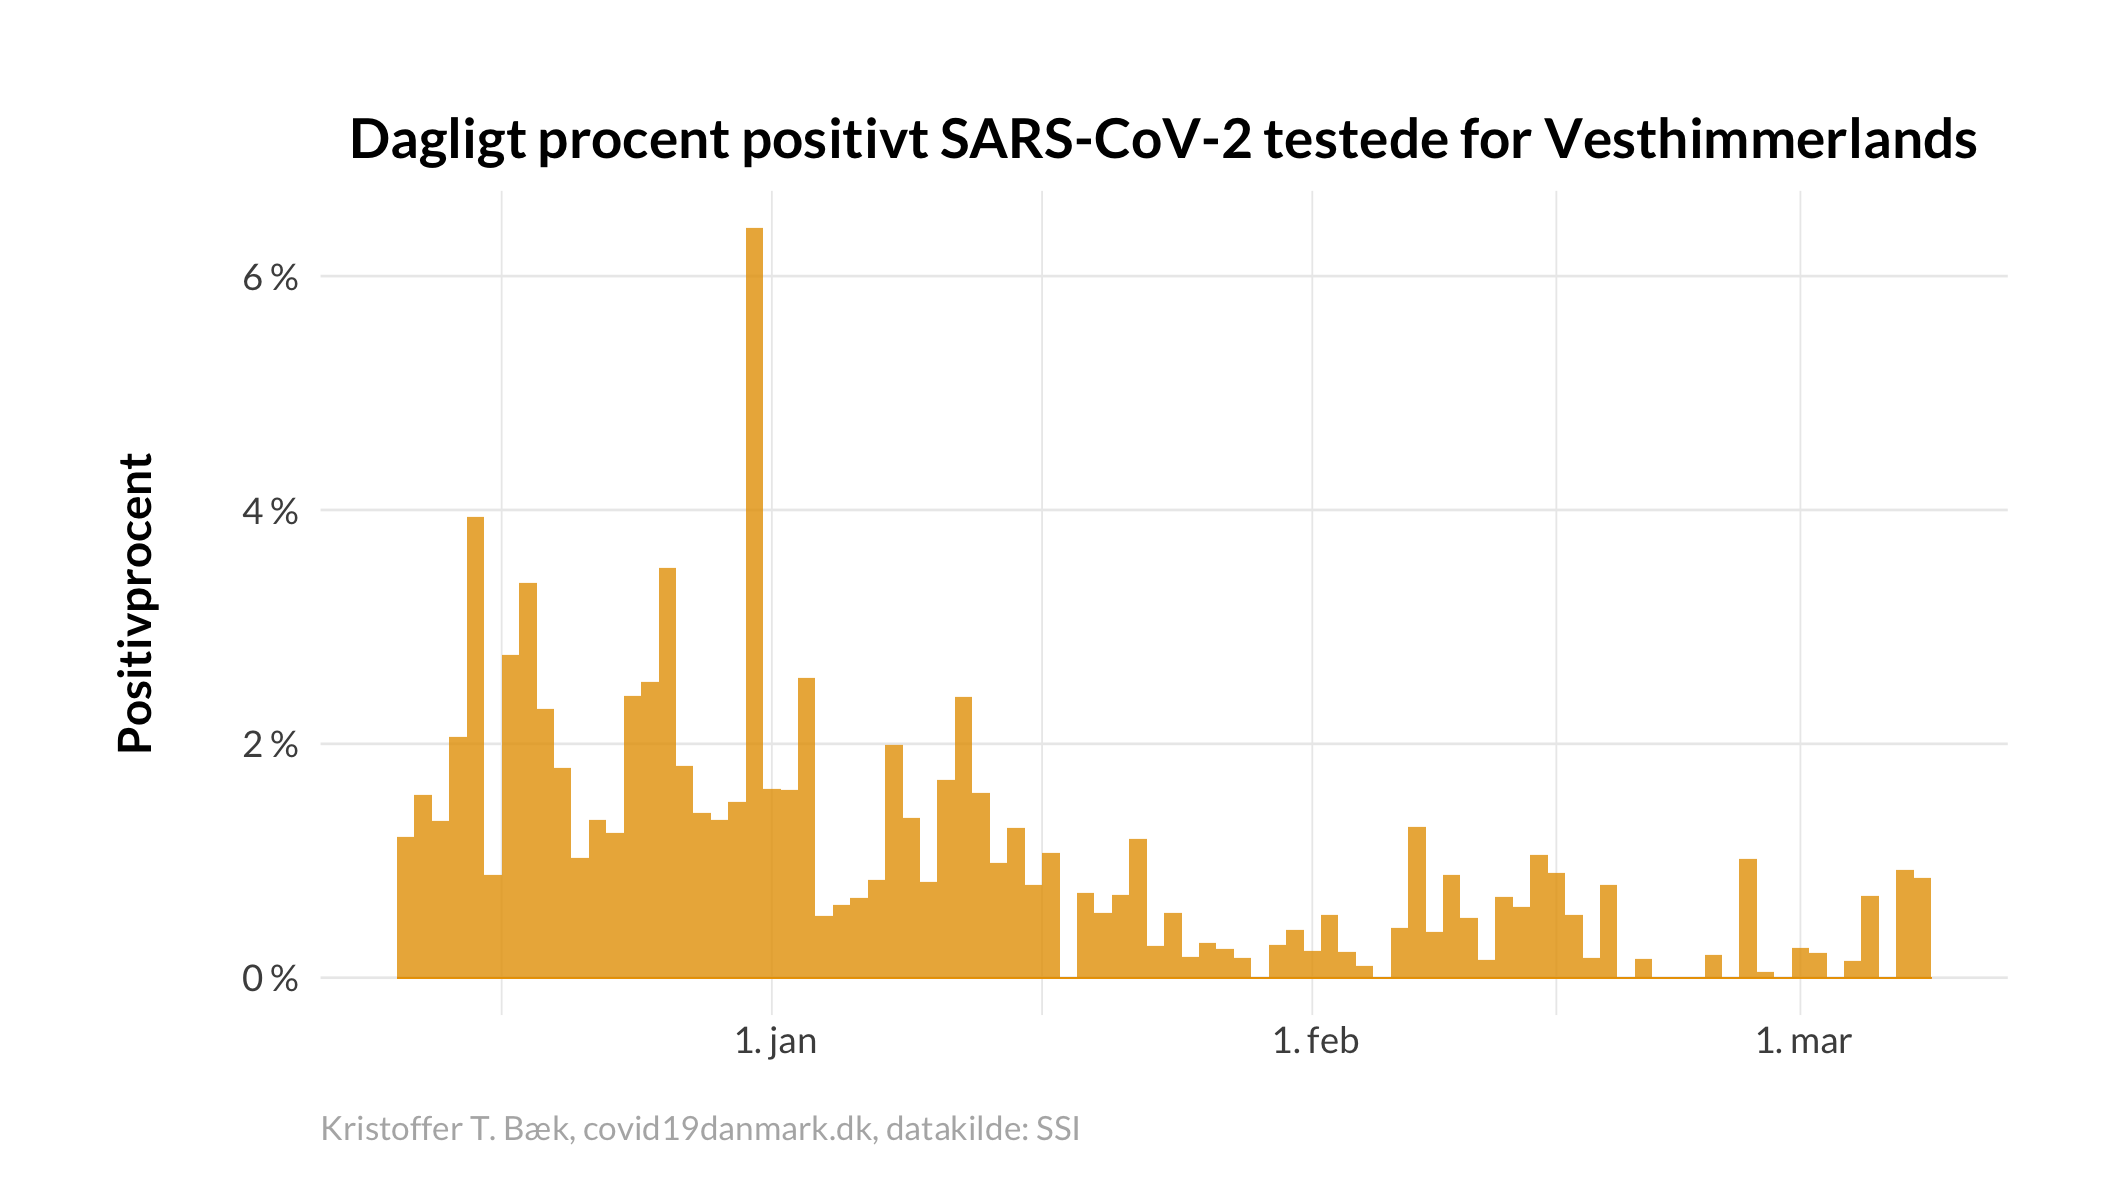 Dagligt procent positivt SARS-CoV-2 testede for Vesthimmerlands
Positivprocent
6 %
4 %
2 %
0 %
1. jan
1. feb
1. mar
Kristoffer T. Bæk, covid19danmark.dk, datakilde: SSI